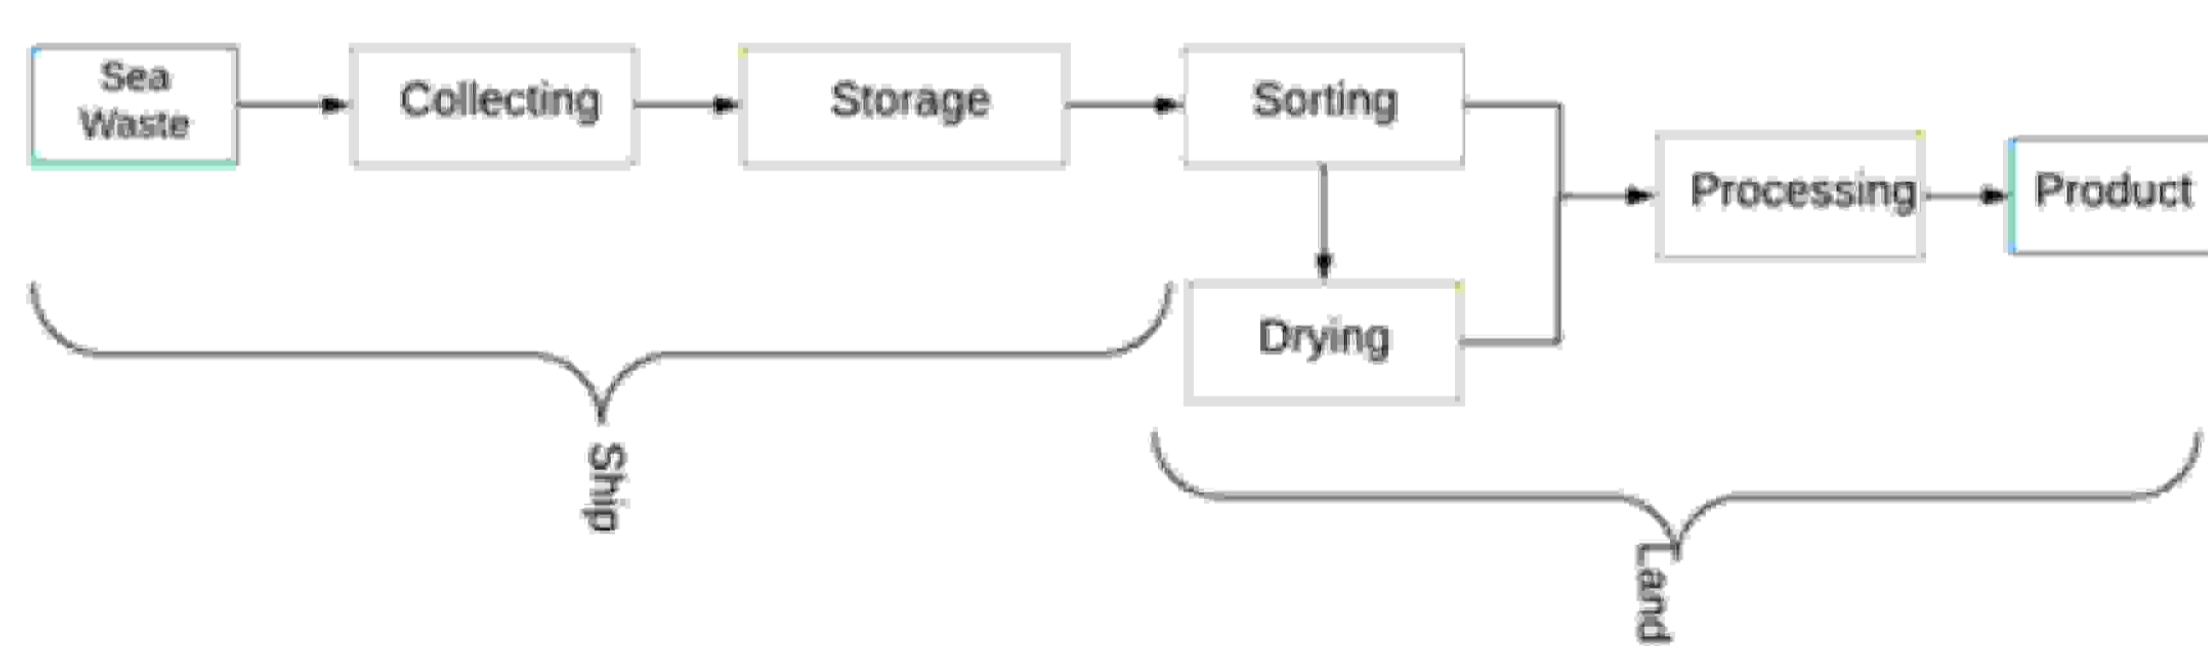 Sea
Waste
Collecting
Storage
Sorting
Processing
Product
Drying
Ship
Land